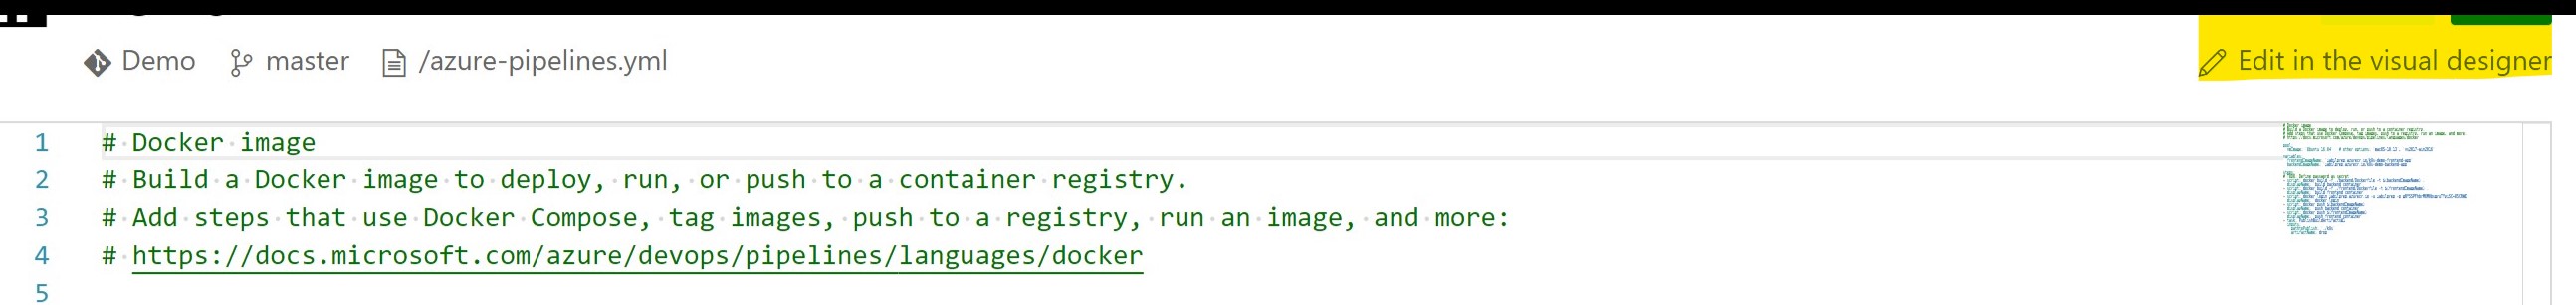 Demo master /azure-pipelines.yml Edit in the visual designer
1 # Docker image
2 # Build a Docker image to deploy, run, or push to a container registry.
3 # Add steps that use Docker Compose, tag images, push to a registry, run an image, and more:
4 # https://docs.microsoft.com/azure/devops/pipelines/languages/docker
5